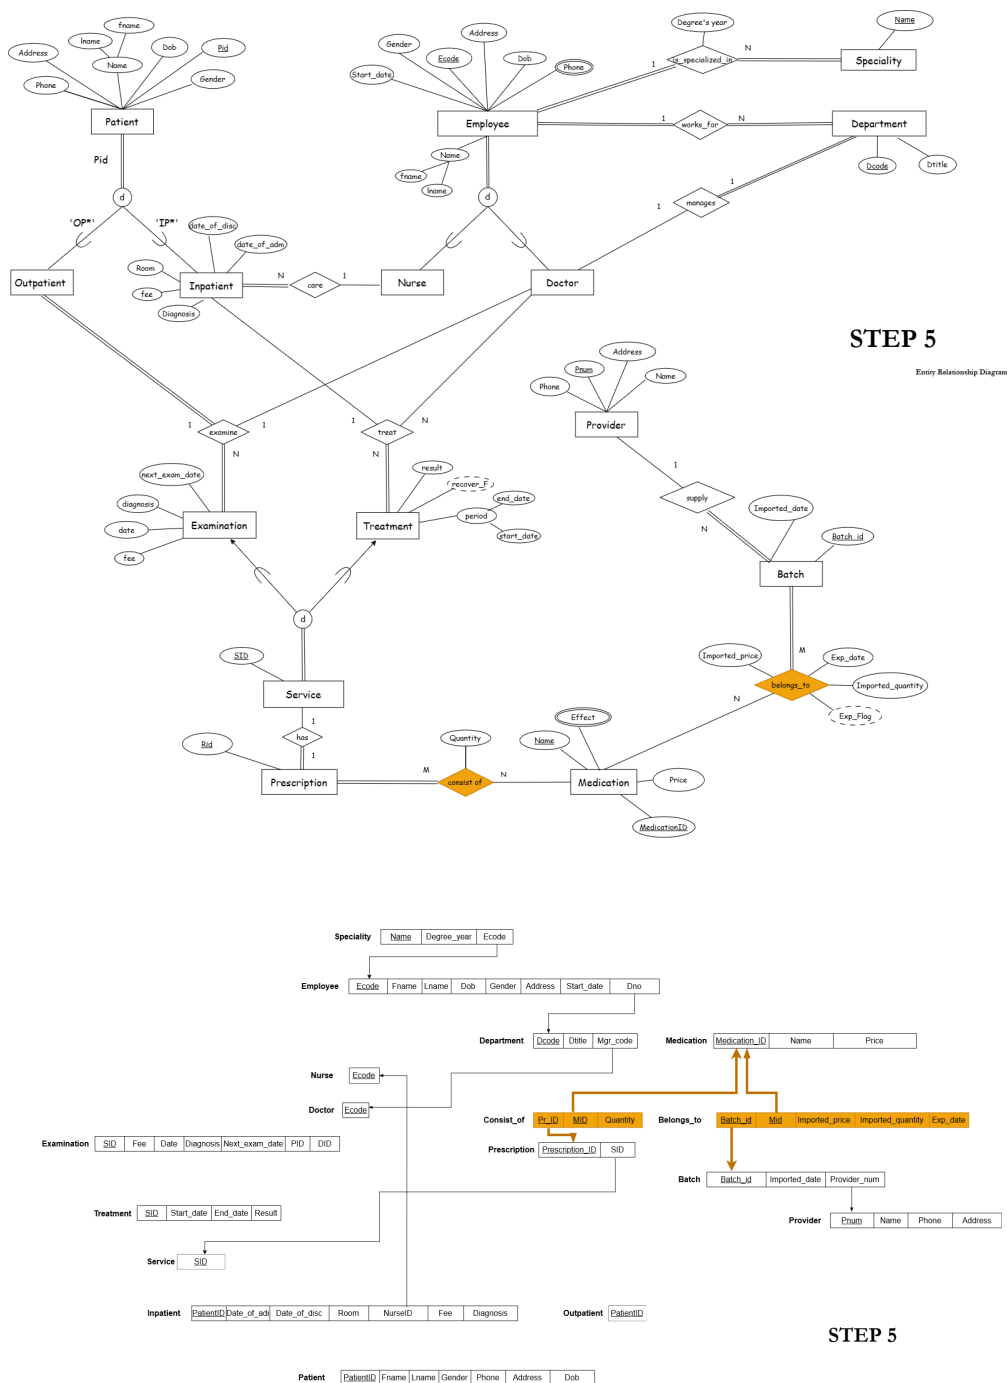 fname
lname
Name
Dob
Pid
Address
Phone
Gender
Patient
Pid
d
'OP*'
'IP*'
Outpatient
Inpatient
date_of_disc
date_of_adm
Room
fee
Diagnosis
N
care
1
Nurse
Address
Gender
Ecode
Dob
Phone
Start_date
Employee
Name
fname
lname
d
Doctor
Degree's year
1
is_specialized_in
N
Name
Speciality
1
works_for
N
Department
Dcode
Dtitle
1
manages
1
STEP 5
Entity Relationship Diagram
1
examine
1
N
1
treat
N
N
next_exam_date
diagnosis
date
fee
Examination
Treatment
result
recover_F
period
end_date
start_date
d
SID
Service
1
has
1
Rid
Prescription
Quantity
M
consist of
N
Effect
Name
Medication
Price
MedicationID
Address
Pnum
Phone
Name
Provider
1
supply
N
Imported_date
Batch_id
Batch
M
Imported_price
Exp_date
belongs_to
Imported_quantity
Exp_Flag
N
Speciality Name Degree_year Ecode
Employee Ecode Fname Lname Dob Gender Address Start_date Dno
Department Dcode Dtitle Mgr_code
Medication Medication_ID Name Price
Nurse Ecode
Doctor Ecode
Consist_of Pr_ID MID Quantity
Belongs_to Batch_id Mid Imported_price Imported_quantity Exp_date
Examination SID Fee Date Diagnosis Next_exam_date PID DID
Prescription Prescription_ID SID
Batch Batch_id Imported_date Provider_num
Treatment SID Start_date End_date Result
Provider Pnum Name Phone Address
Service SID
Inpatient PatientID Date_of_adi Date_of_disc Room NurseID Fee Diagnosis
Outpatient PatientID
STEP 5
Patient PatientID Fname Lname Gender Phone Address Dob